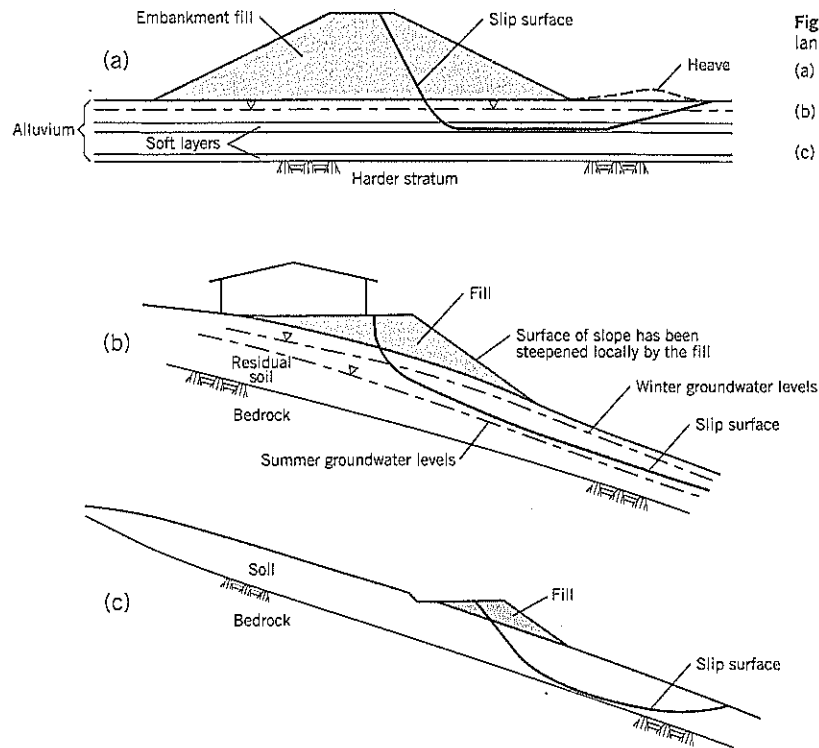 Embankment fill
Slip surface
Fig
lan
(a)
Heave
(a)
(b)
Alluvium
Soft layers
(c)
Harder stratum
Fill
(b)
Surface of slope has been
steepened locally by the fill
Residual
soil
Winter groundwater levels
Bedrock
Slip surface
Summer groundwater levels
Soil
Fill
(c)
Bedrock
Slip surface